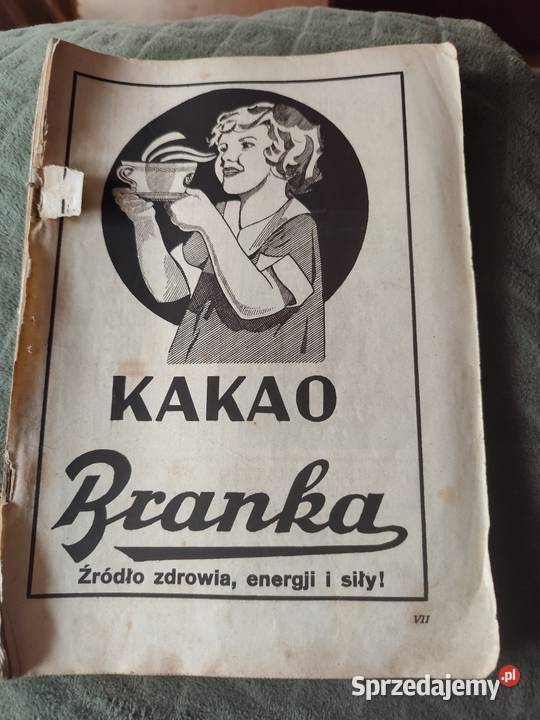 KAKAO
Branka
Źródło zdrowia, energji i siły!
VII
Sprzedajemy.pl